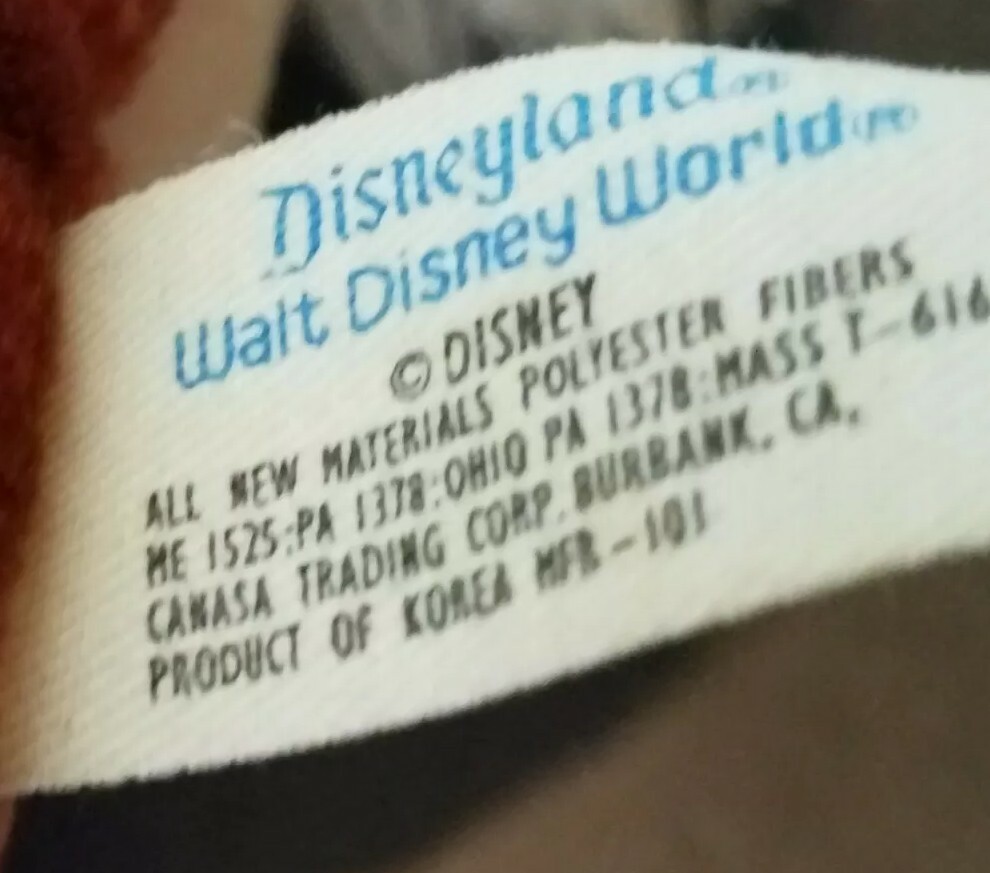 Disneyland
Walt Disney World
©DISNEY
ALL NEW MATERIALS POLYESTER FIBERS
ME 1525:PA 1378:OHIO PA 1378:MASS T-616
CANASA TRADING CORP. BURBANK, CA.
PRODUCT OF KOREA MFR-101